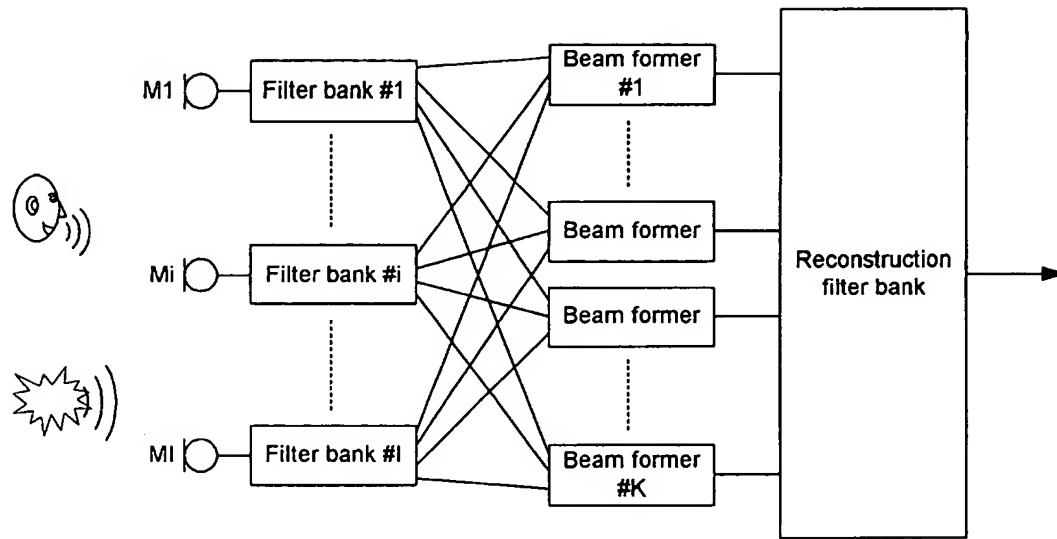 M1
Filter bank #1
Beam former
#1
Beam former
Mi
Filter bank #i
Reconstruction
filter bank
Beam former
MI
Filter bank #I
Beam former
#K